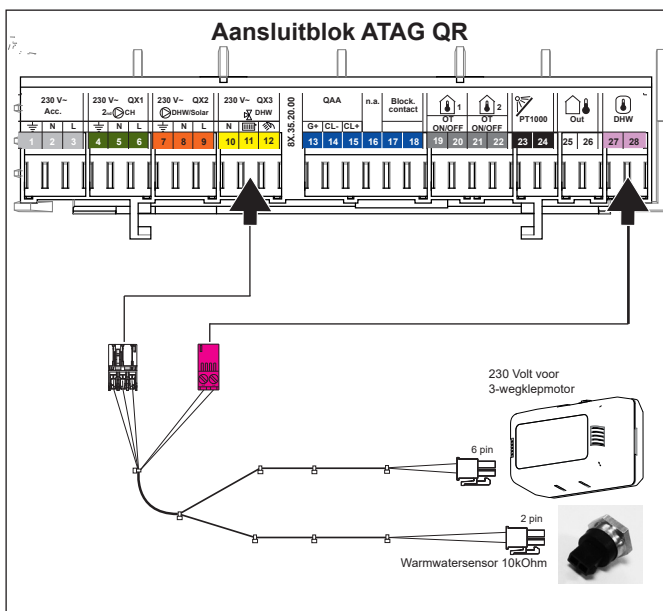 Aansluitblok ATAG QR
230 V~ Acc.
230 V~ QX1
2nd CH
230 V~ QX2
DHW/Solar
230 V~ QX3
DHW
8X.35.20.00
QAA
n.a.
Block. contact
1
2
OT ON/OFF
OT ON/OFF
PT1000
Out
DHW
N L
N L
N L
N
G+ CL- CL+
1 2 3 4 5 6 7 8 9 10 11 12 13 14 15 16 17 18 19 20 21 22 23 24 25 26 27 28
230 Volt voor
3-wegklepmotor
6 pin
2 pin
Warmwatersensor 10kOhm